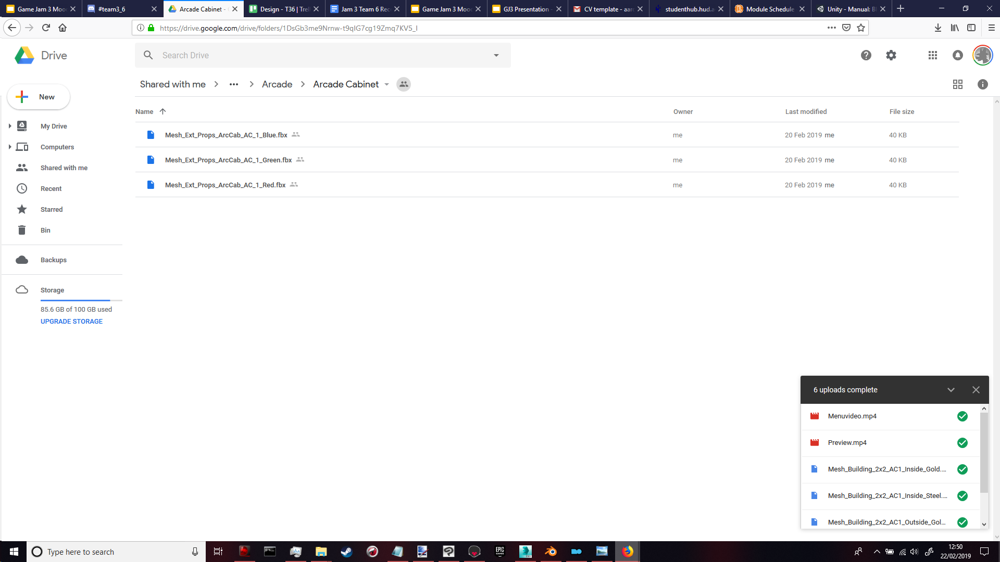 Game Jam 3 Mooc
#team3_6
Arcade Cabinet - G
Design - T36 | Trel
Jam 3 Team 6 Rec
Game Jam 3 Mooc
GJ3 Presentation -
CV template - aaro
studenthub.hud.a
Module Schedule
Unity - Manual: Bl
https://drive.google.com/drive/folders/1DsGb3me9Nrnw-t9qIG7cg19Zmq7KV5_I
Drive
Search Drive
Shared with me
Arcade
Arcade Cabinet
New
My Drive
Computers
Shared with me
Recent
Starred
Bin
Backups
Storage
85.6 GB of 100 GB used
UPGRADE STORAGE
Name Owner Last modified File size
Mesh_Ext_Props_ArcCab_AC_1_Blue.fbx me 20 Feb 2019 me 40 KB
Mesh_Ext_Props_ArcCab_AC_1_Green.fbx me 20 Feb 2019 me 40 KB
Mesh_Ext_Props_ArcCab_AC_1_Red.fbx me 20 Feb 2019 me 40 KB
6 uploads complete
Menuvideo.mp4
Preview.mp4
Mesh_Building_2x2_AC1_Inside_Gold....
Mesh_Building_2x2_AC1_Inside_Steel....
Mesh_Building_2x2_AC1_Outside_Gol...
Type here to search
EPIC
GAMES
12:50
22/02/2019